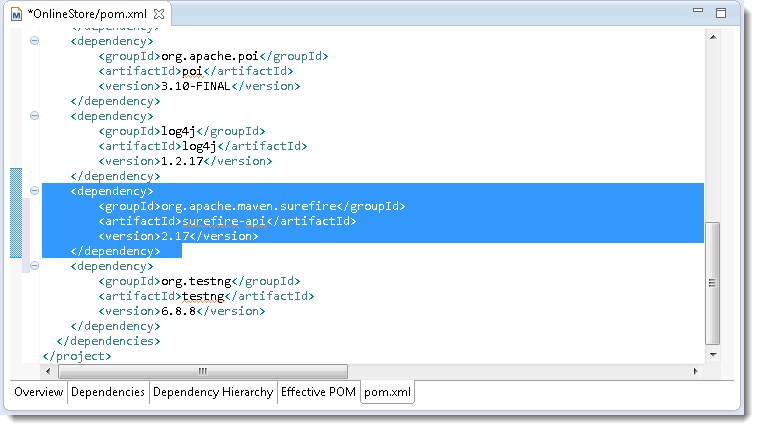 *OnlineStore/pom.xml
</dependency>
<dependency>
<groupId>org.apache.poi</groupId>
<artifactId>poi</artifactId>
<version>3.10-FINAL</version>
</dependency>
<dependency>
<groupId>log4j</groupId>
<artifactId>log4j</artifactId>
<version>1.2.17</version>
</dependency>
<dependency>
<groupId>org.apache.maven.surefire</groupId>
<artifactId>surefire-api</artifactId>
<version>2.17</version>
</dependency>
<dependency>
<groupId>org.testng</groupId>
<artifactId>testng</artifactId>
<version>6.8.8</version>
</dependency>
</dependencies>
</project>
Overview Dependencies Dependency Hierarchy Effective POM pom.xml